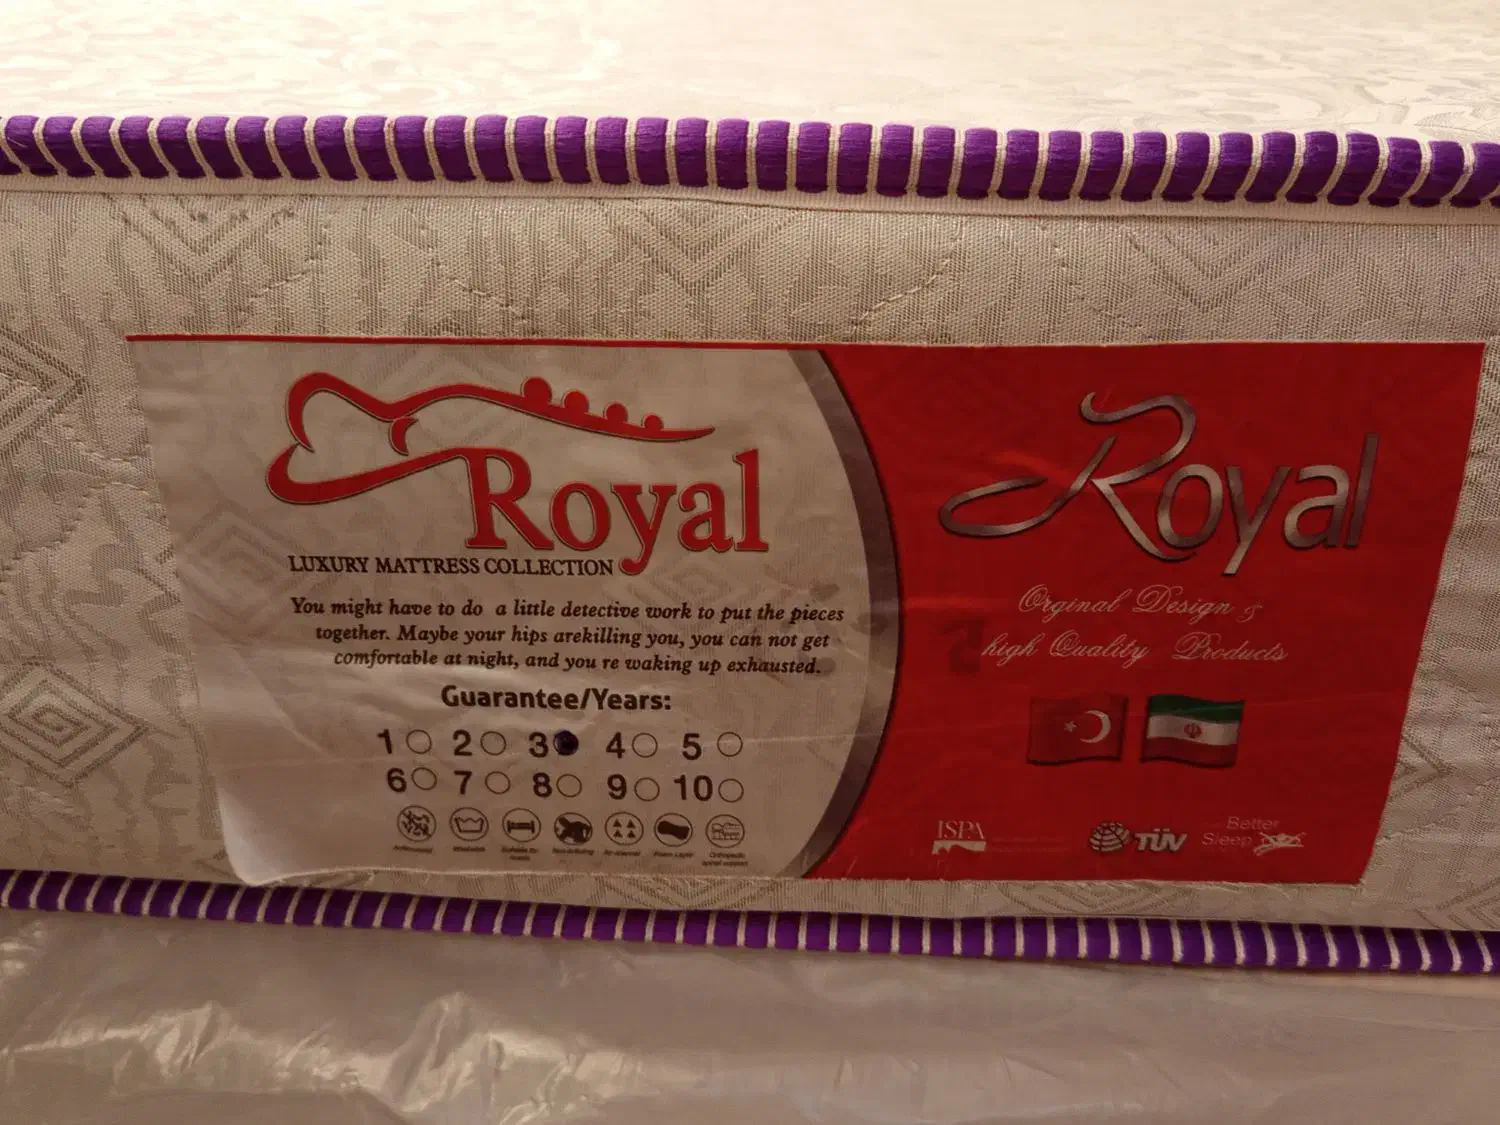 Royal
LUXURY MATTRESS COLLECTION
You might have to do a little detective work to put the pieces
together. Maybe your hips arekilling you, you can not get
comfortable at night, and you re waking up exhausted.
Guarantee/Years:
1 2 3 4 5
6 7 8 9 10
Orthopedic
spinal support
Royal
Orginal Design &
high Quality Products
ISPA
TÜV
Better
Sleep